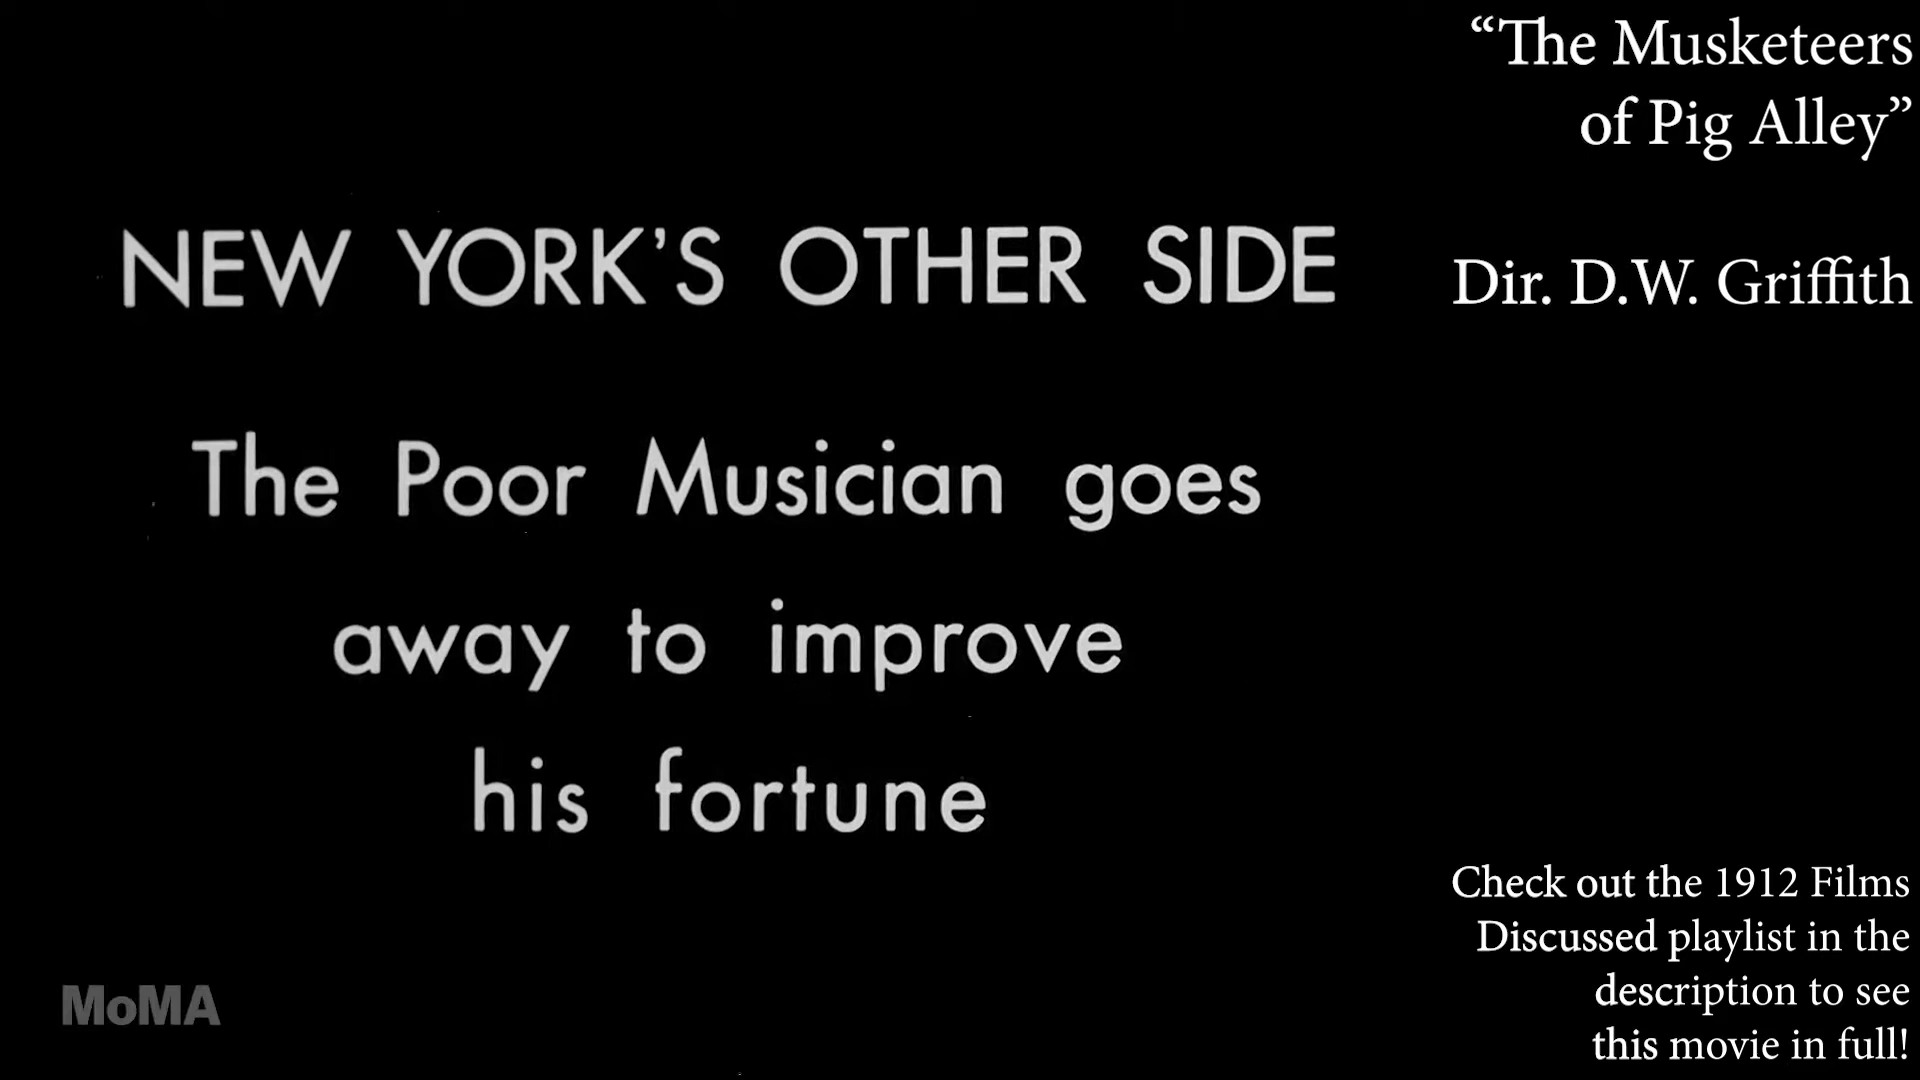 “The Musketeers
of Pig Alley”
Dir. D.W. Griffith
NEW YORK’S OTHER SIDE
The Poor Musician goes
away to improve
his fortune
Check out the 1912 Films
Discussed playlist in the
description to see
this movie in full!
MoMA